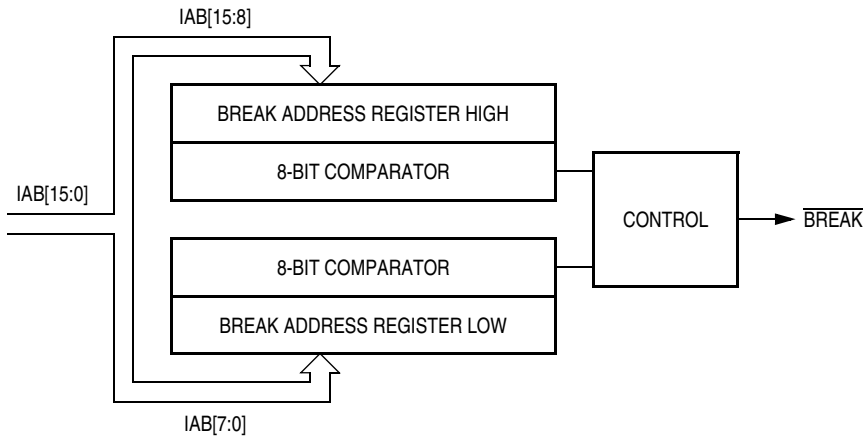 IAB[15:8]
BREAK ADDRESS REGISTER HIGH
8-BIT COMPARATOR
IAB[15:0]
CONTROL
BREAK
8-BIT COMPARATOR
BREAK ADDRESS REGISTER LOW
IAB[7:0]